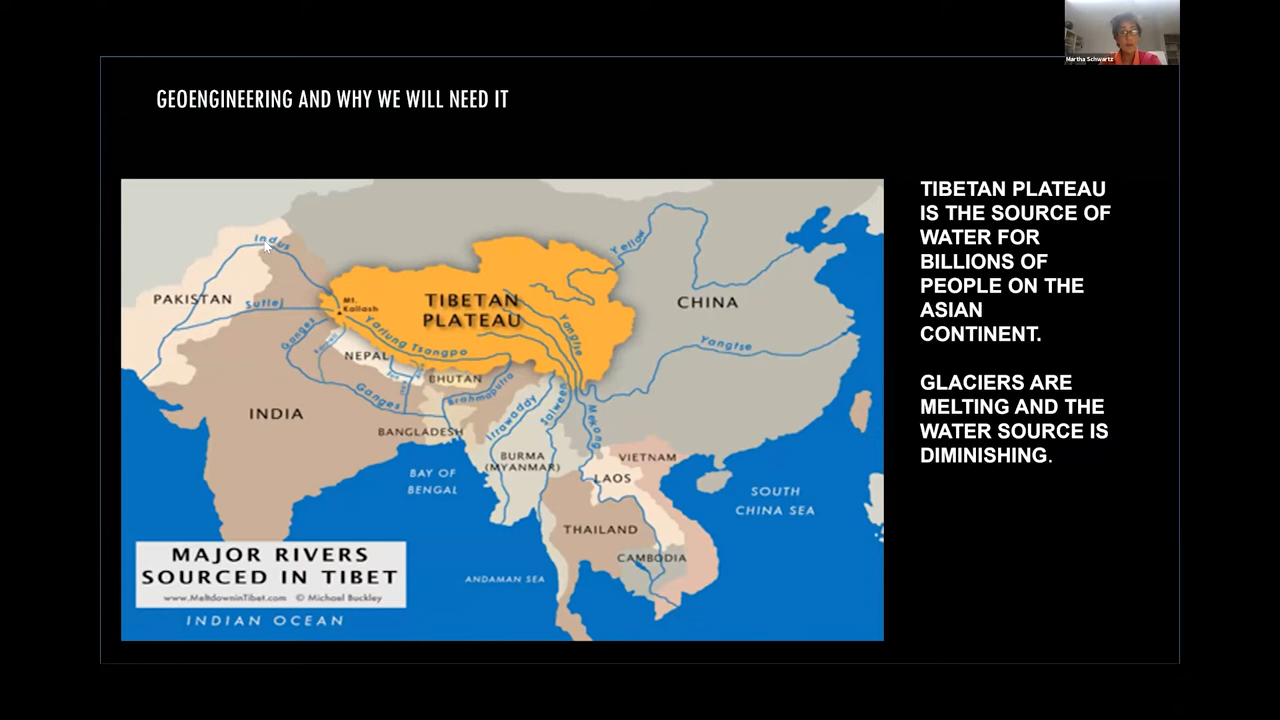 Martha Schwartz
GEOENGINEERING AND WHY WE WILL NEED IT
TIBETAN PLATEAU
IS THE SOURCE OF
WATER FOR
BILLIONS OF
PEOPLE ON THE
ASIAN
CONTINENT.
GLACIERS ARE
MELTING AND THE
WATER SOURCE IS
DIMINISHING.
Indus
Yellow
PAKISTAN
Sutlej
Mt.
Kailash
TIBETAN
PLATEAU
CHINA
Ganges
Yarlung Tsangpo
Yangtse
Yangtse
NEPAL
BHUTAN
Ganges
Brahmaputra
INDIA
Irrawaddy
Salween
Mekong
BANGLADESH
BURMA
(MYANMAR)
VIETNAM
LAOS
BAY OF
BENGAL
SOUTH
CHINA SEA
THAILAND
CAMBODIA
ANDAMAN SEA
MAJOR RIVERS
SOURCED IN TIBET
www.MeltdowninTibet.com © Michael Buckley
INDIAN OCEAN